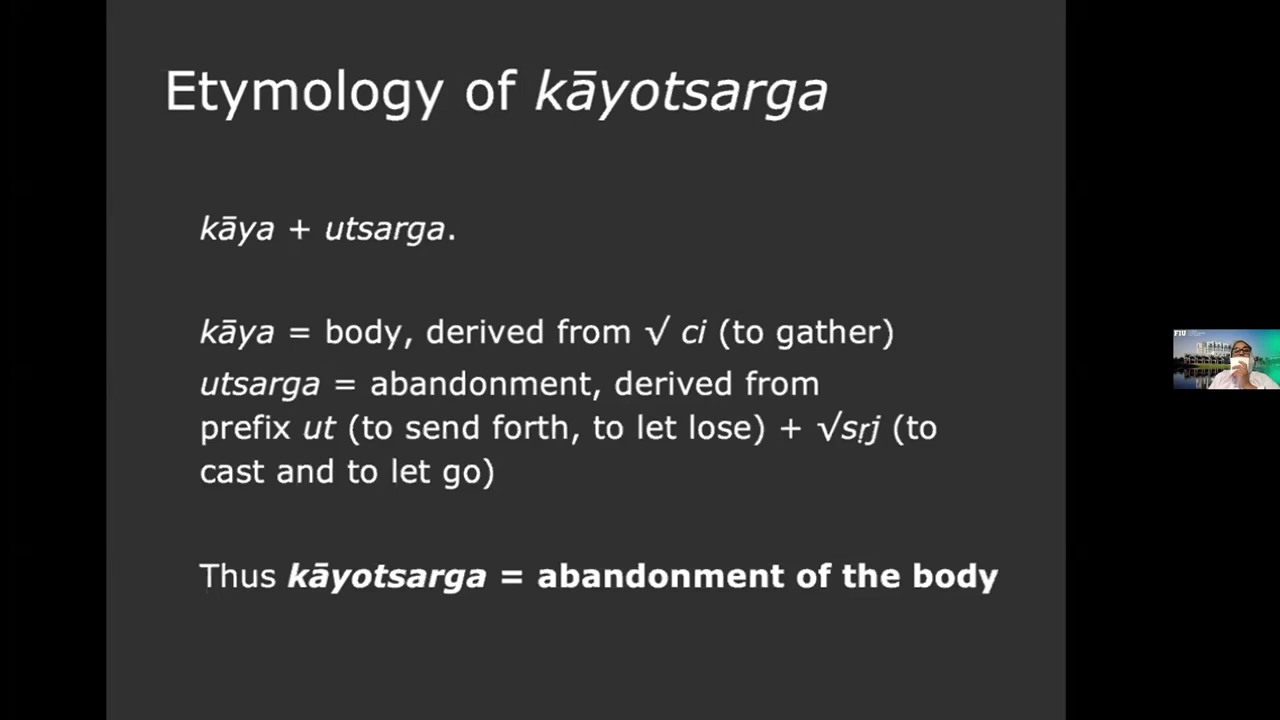 Etymology of kāyotsarga
kāya + utsarga.
kāya = body, derived from √ ci (to gather)
utsarga = abandonment, derived from
prefix ut (to send forth, to let lose) + √sṛj (to
cast and to let go)
Thus kāyotsarga = abandonment of the body
FIU